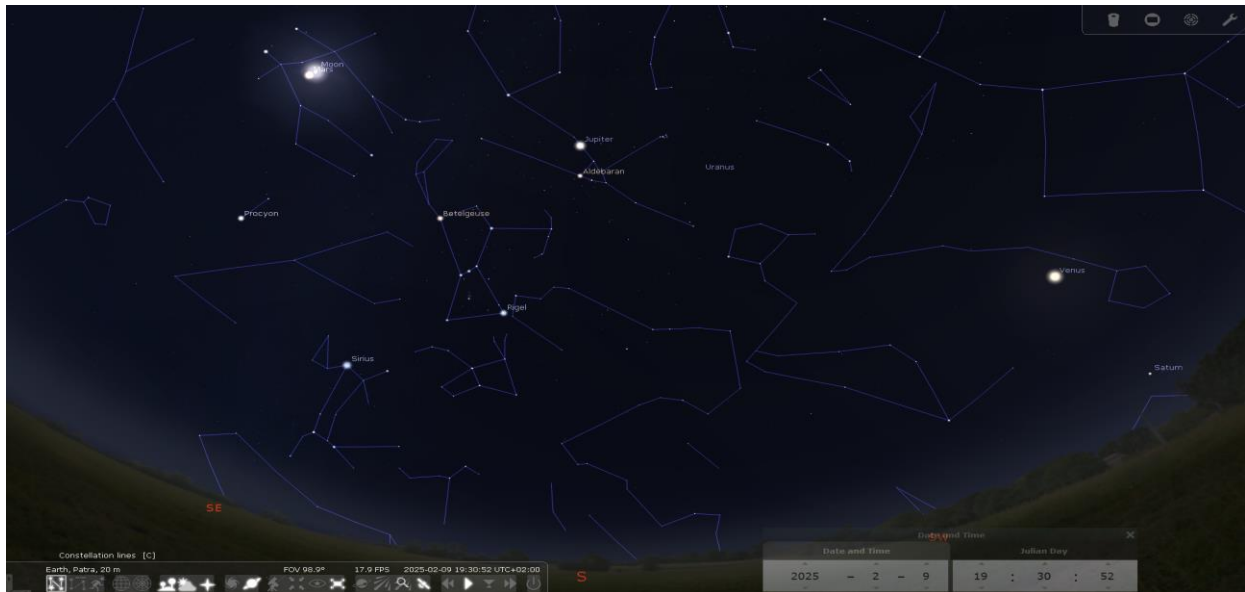 Moon
Mars
Jupiter
Uranus
Aldebaran
Procyon
Betelgeuse
Venus
Rigel
Sirius
Saturn
SE
SW
Date and Time
Constellation lines [C]
Date and Time
Julian Day
Earth, Patra, 20 m
FOV 98.9°
17.9 FPS
2025-02-09 19:30:52 UTC+02:00
S
2025 - 2 - 9
19 : 30 : 52